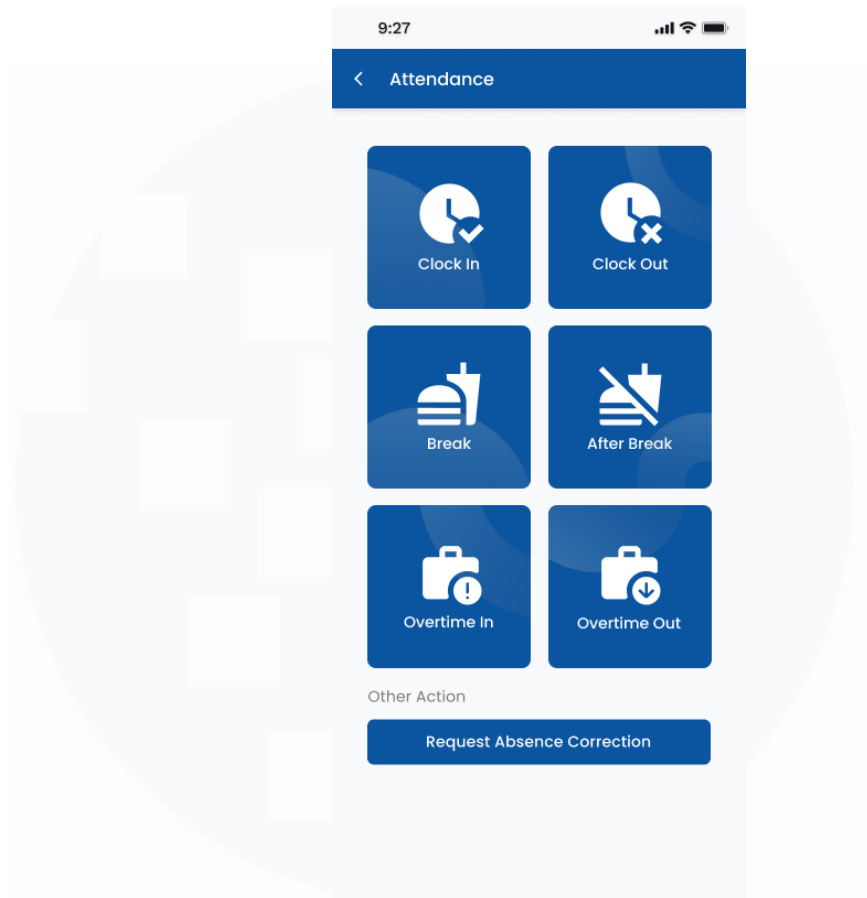 9:27
Attendance
Clock In
Clock Out
Break
After Break
Overtime In
Overtime Out
Other Action
Request Absence Correction